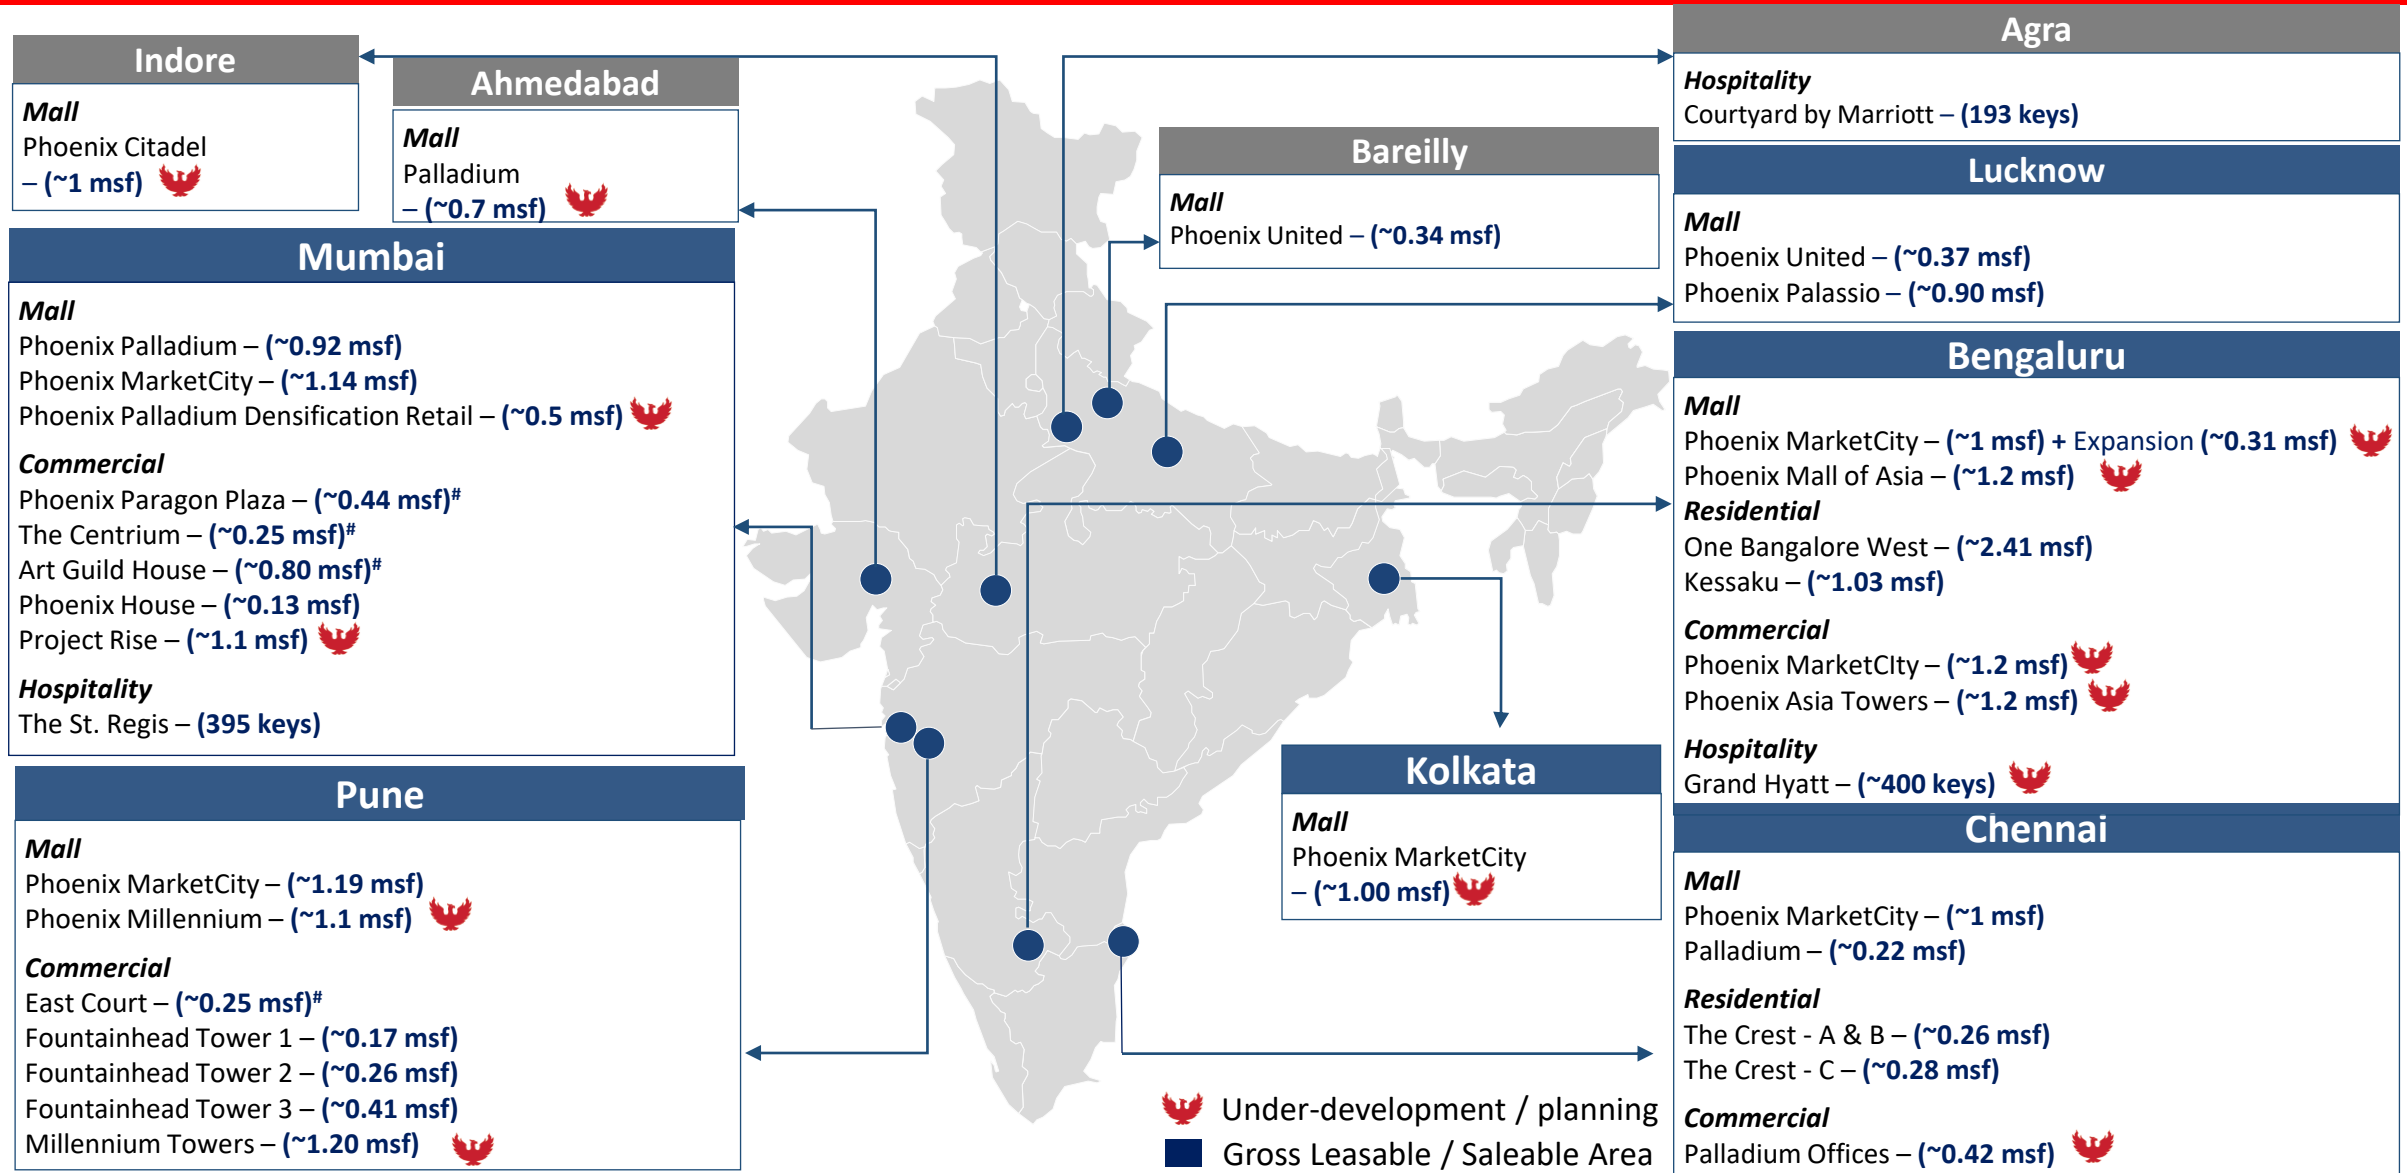 Indore
Mall
Phoenix Citadel
– (~1 msf)
Ahmedabad
Mall
Palladium
– (~0.7 msf)
Mumbai
Mall
Phoenix Palladium – (~0.92 msf)
Phoenix MarketCity – (~1.14 msf)
Phoenix Palladium Densification Retail – (~0.5 msf)
Commercial
Phoenix Paragon Plaza – (~0.44 msf)#
The Centrium – (~0.25 msf)#
Art Guild House – (~0.80 msf)#
Phoenix House – (~0.13 msf)
Project Rise – (~1.1 msf)
Hospitality
The St. Regis – (395 keys)
Pune
Mall
Phoenix MarketCity – (~1.19 msf)
Phoenix Millennium – (~1.1 msf)
Commercial
East Court – (~0.25 msf)#
Fountainhead Tower 1 – (~0.17 msf)
Fountainhead Tower 2 – (~0.26 msf)
Fountainhead Tower 3 – (~0.41 msf)
Millennium Towers – (~1.20 msf)
Bareilly
Mall
Phoenix United – (~0.34 msf)
Kolkata
Mall
Phoenix MarketCity
– (~1.00 msf)
Under-development / planning
Gross Leasable / Saleable Area
Agra
Hospitality
Courtyard by Marriott – (193 keys)
Lucknow
Mall
Phoenix United – (~0.37 msf)
Phoenix Palassio – (~0.90 msf)
Bengaluru
Mall
Phoenix MarketCity – (~1 msf) + Expansion (~0.31 msf)
Phoenix Mall of Asia – (~1.2 msf)
Residential
One Bangalore West – (~2.41 msf)
Kessaku – (~1.03 msf)
Commercial
Phoenix MarketCIty – (~1.2 msf)
Phoenix Asia Towers – (~1.2 msf)
Hospitality
Grand Hyatt – (~400 keys)
Chennai
Mall
Phoenix MarketCity – (~1 msf)
Palladium – (~0.22 msf)
Residential
The Crest - A & B – (~0.26 msf)
The Crest - C – (~0.28 msf)
Commercial
Palladium Offices – (~0.42 msf)